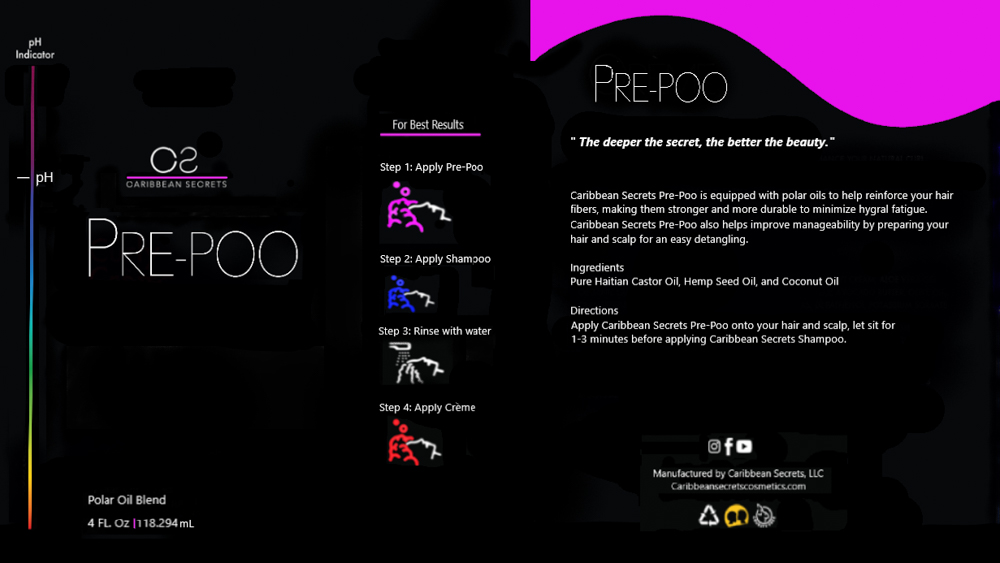 pH
Indicator
pH
CS
CARIBBEAN SECRETS
PRE-POO
Polar Oil Blend
4 FL. Oz |118.294mL
For Best Results
Step 1: Apply Pre-Poo
Step 2: Apply Shampoo
Step 3: Rinse with water
Step 4: Apply Crème
PRE-POO
" The deeper the secret, the better the beauty."
Caribbean Secrets Pre-Poo is equipped with polar oils to help reinforce your hair
fibers, making them stronger and more durable to minimize hygral fatigue.
Caribbean Secrets Pre-Poo also helps improve manageability by preparing your
hair and scalp for an easy detangling.
Ingredients
Pure Haitian Castor Oil, Hemp Seed Oil, and Coconut Oil
Directions
Apply Caribbean Secrets Pre-Poo onto your hair and scalp, let sit for
1-3 minutes before applying Caribbean Secrets Shampoo.
Manufactured by Caribbean Secrets, LLC
Caribbeansecretscosmetics.com